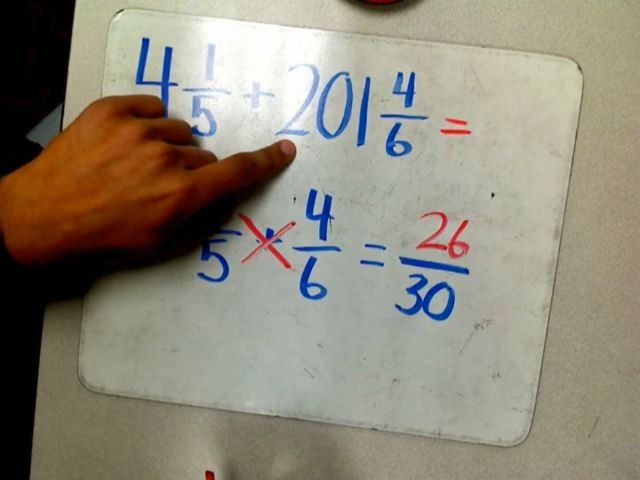 4 1/5 + 201 4/6 =
5 + 4/6 = 26/30